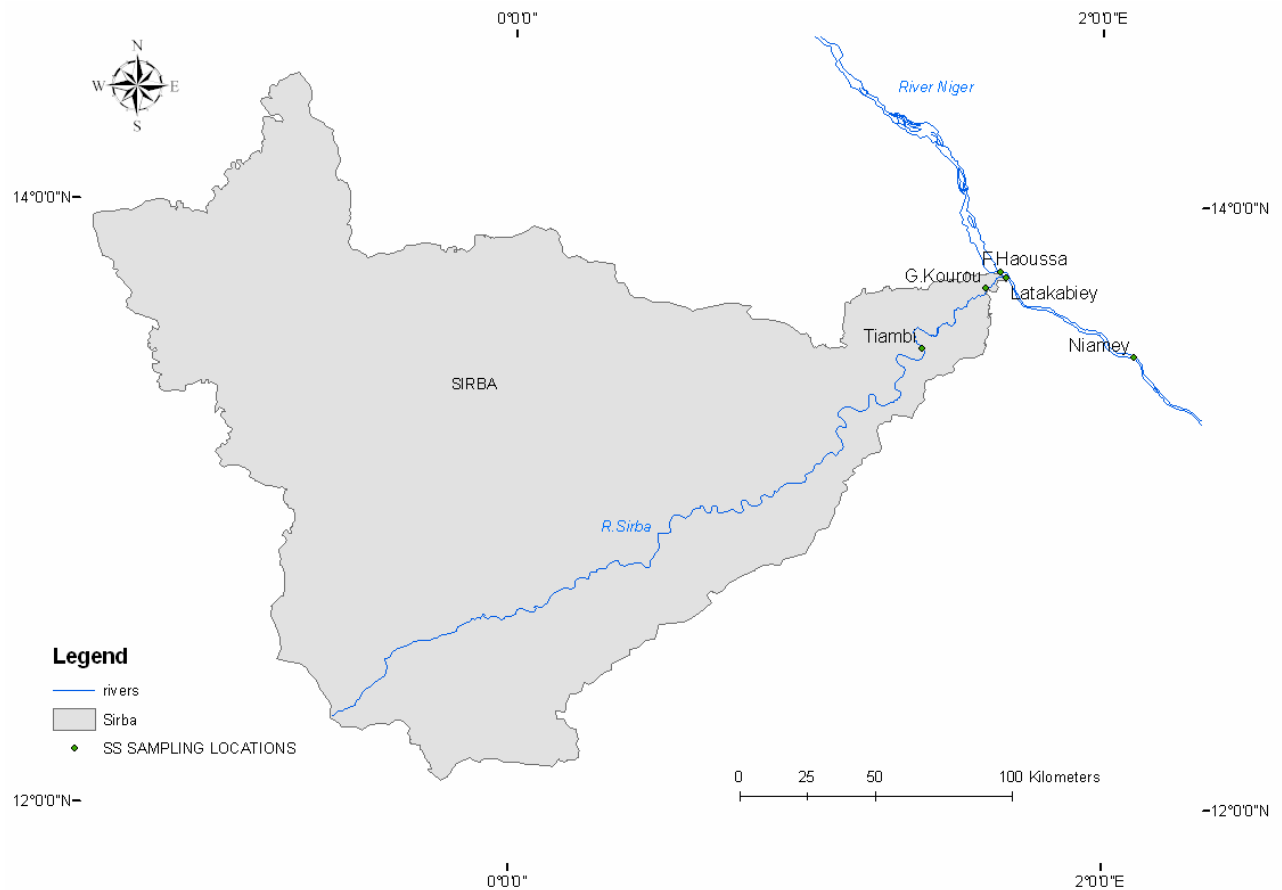 0°0'0"
2°0'0"E
N
W E
S
River Niger
14°0'0"N
14°0'0"N
F.Haoussa
G.Kourou
Latakabiey
Tiambi
Niamey
SIRBA
R.Sirba
Legend
rivers
Sirba
SS SAMPLING LOCATIONS
0 25 50 100 Kilometers
12°0'0"N
12°0'0"N
0°0'0"
2°0'0"E